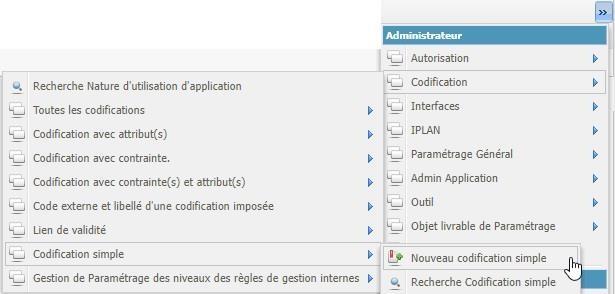 »
Administrateur
Autorisation
Codification
Interfaces
IPLAN
Paramétrage Général
Admin Application
Outil
Objet livrable de Paramétrage
Recherche Nature d'utilisation d'application
Toutes les codifications
Codification avec attribut(s)
Codification avec contrainte.
Codification avec contrainte(s) et attribut(s)
Code externe et libellé d'une codification imposée
Lien de validité
Codification simple
Gestion de Paramétrage des niveaux des règles de gestion internes
Nouveau codification simple
Recherche Codification simple